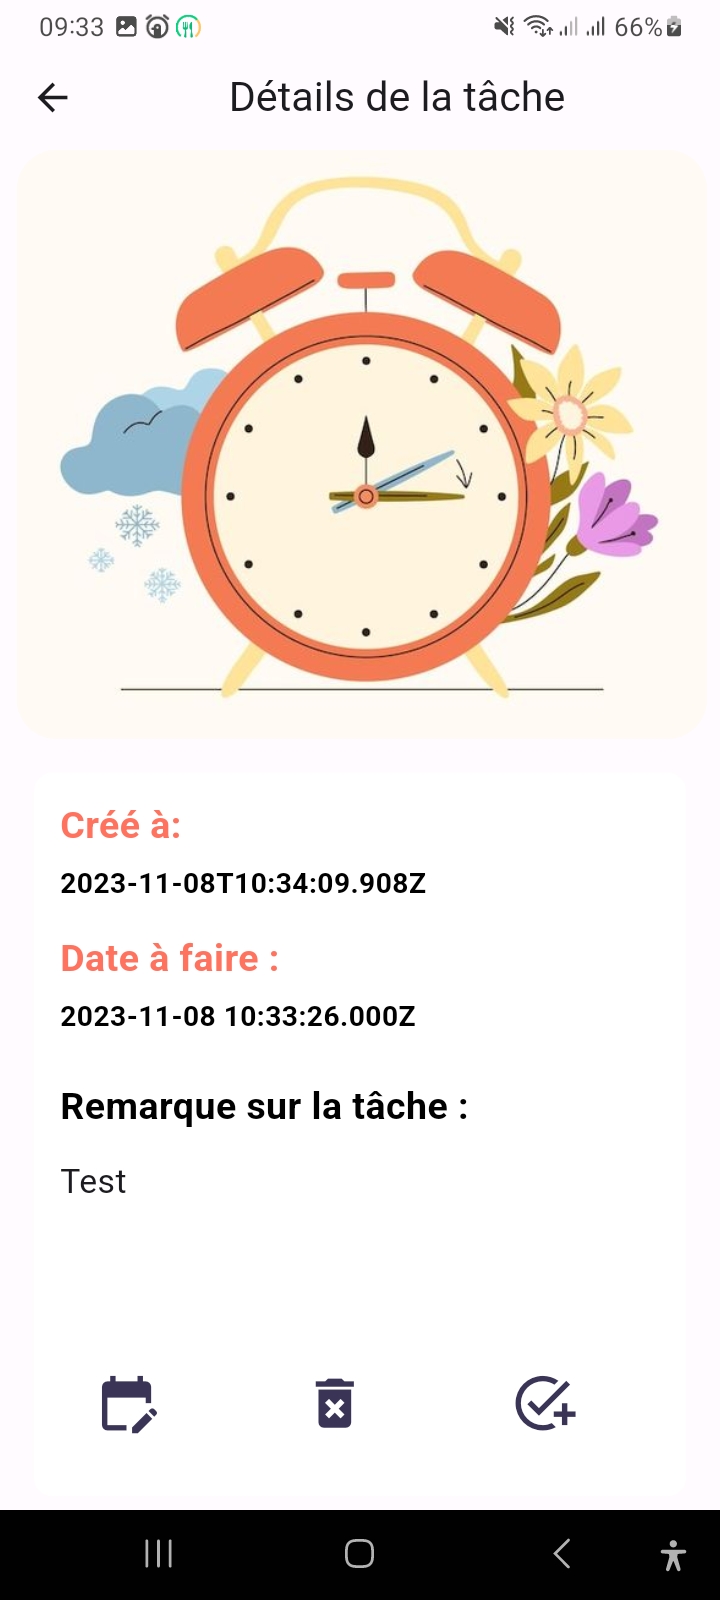 09:33 66%
Détails de la tâche
Créé à:
2023-11-08T10:34:09.908Z
Date à faire :
2023-11-08 10:33:26.000Z
Remarque sur la tâche :
Test